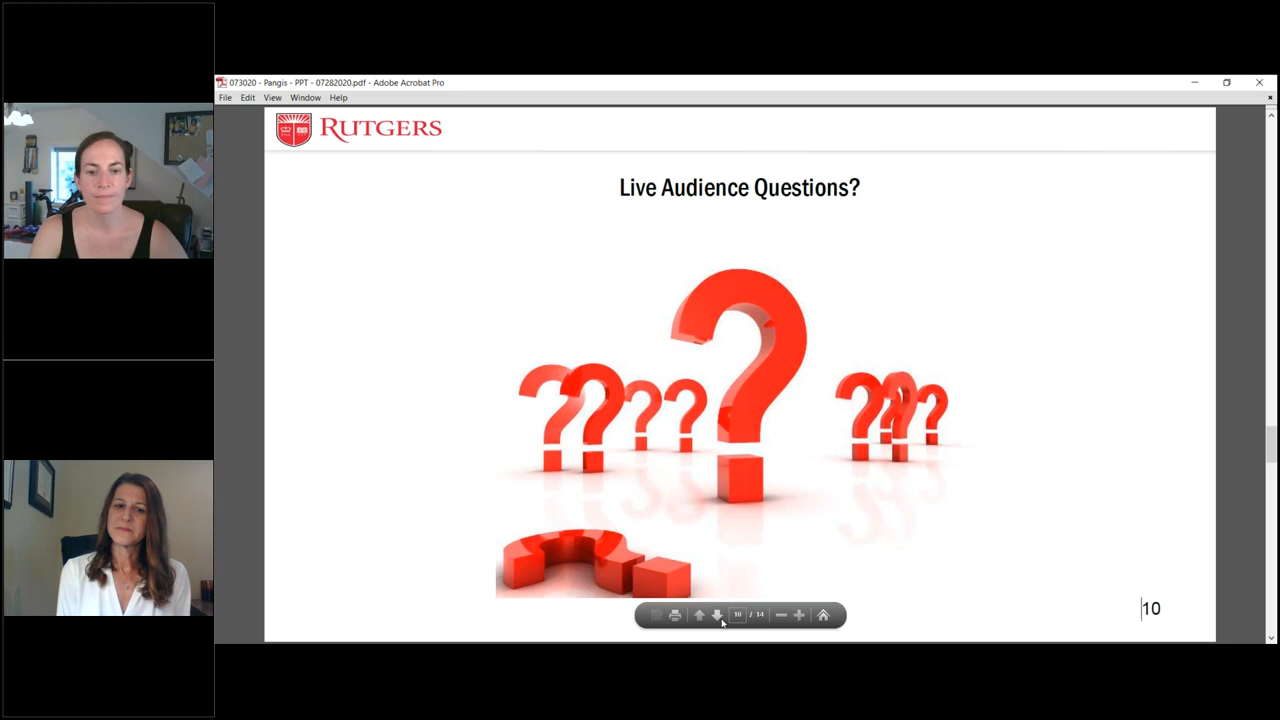 073020 - Pangis - PPT - 07282020.pdf - Adobe Acrobat Pro
File Edit View Window Help
RUTGERS
Live Audience Questions?
10 / 14
10